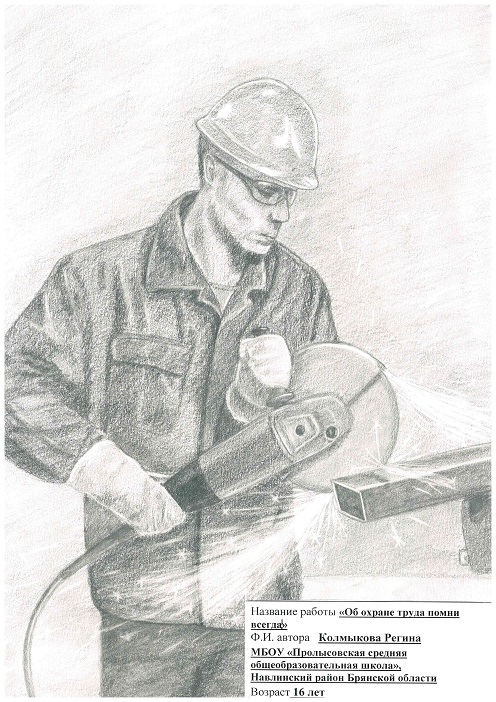 Название работы «Об охране труда помни
всегда»
Ф.И. автора Колмыкова Регина
МБОУ «Пролысовская средняя
общеобразовательная школа»,
Навлинский район Брянской области
Возраст 16 лет